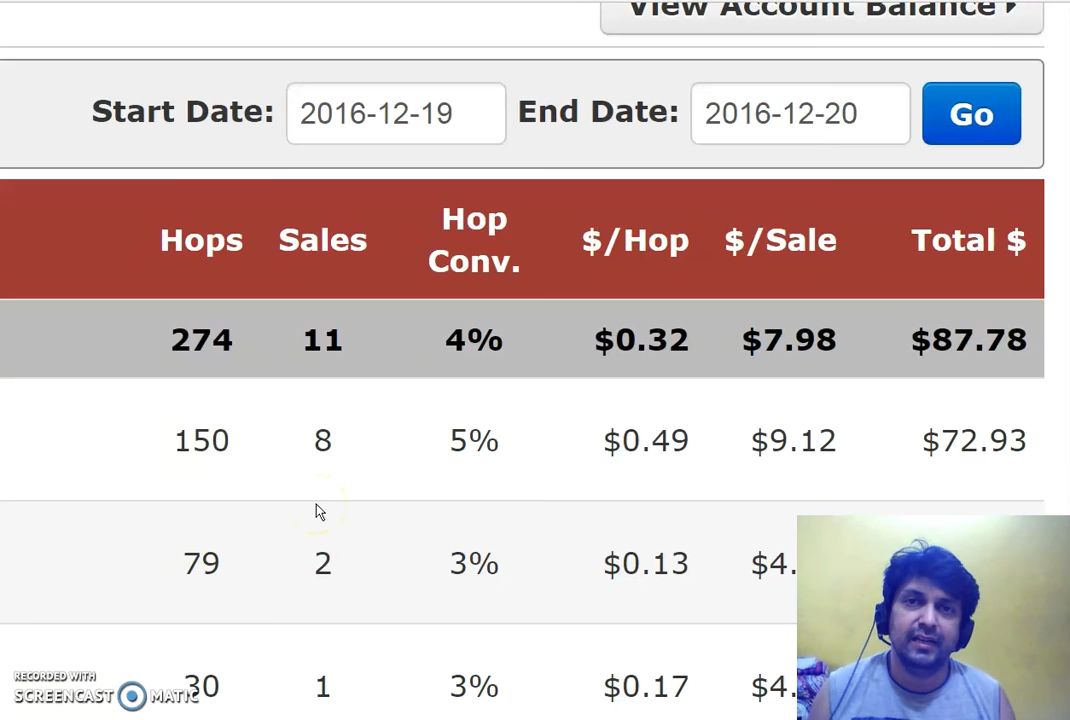 View Account Balance
Start Date: 2016-12-19 End Date: 2016-12-20 Go
Hops Sales Hop Conv. $/Hop $/Sale Total $
274 11 4% $0.32 $7.98 $87.78
150 8 5% $0.49 $9.12 $72.93
79 2 3% $0.13 $4.
30 1 3% $0.17 $4.
RECORDED WITH
SCREENCAST MATIC